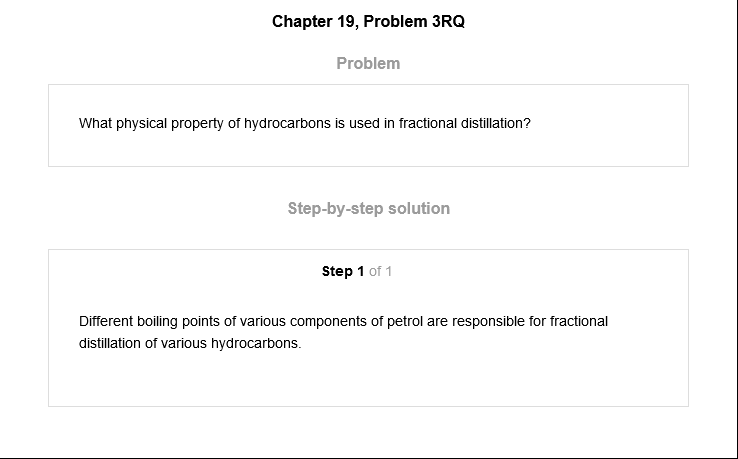 Chapter 19, Problem 3RQ
Problem
What physical property of hydrocarbons is used in fractional distillation?
Step-by-step solution
Step 1 of 1
Different boiling points of various components of petrol are responsible for fractional
distillation of various hydrocarbons.